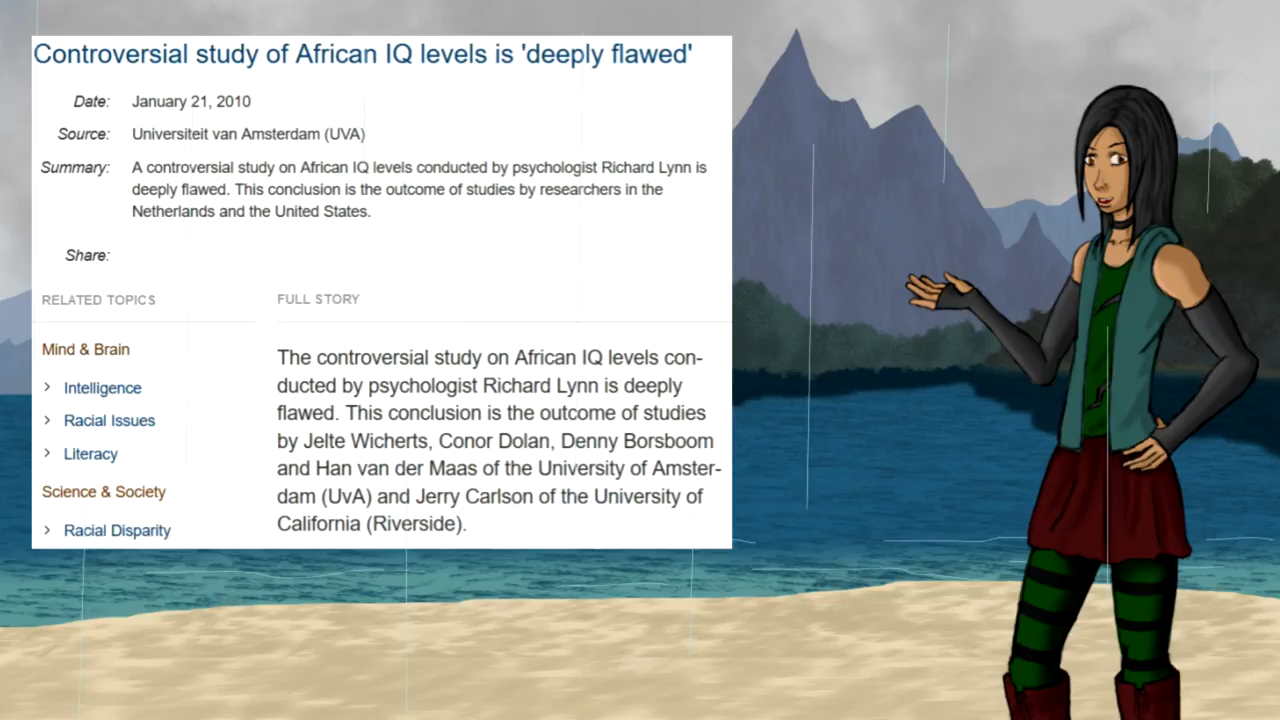 Controversial study of African IQ levels is 'deeply flawed'
Date: January 21, 2010
Source: Universiteit van Amsterdam (UVA)
Summary: A controversial study on African IQ levels conducted by psychologist Richard Lynn is
deeply flawed. This conclusion is the outcome of studies by researchers in the
Netherlands and the United States.
Share:
RELATED TOPICS
Mind & Brain
> Intelligence
> Racial Issues
> Literacy
Science & Society
> Racial Disparity
FULL STORY
The controversial study on African IQ levels con-
ducted by psychologist Richard Lynn is deeply
flawed. This conclusion is the outcome of studies
by Jelte Wicherts, Conor Dolan, Denny Borsboom
and Han van der Maas of the University of Amster-
dam (UvA) and Jerry Carlson of the University of
California (Riverside).